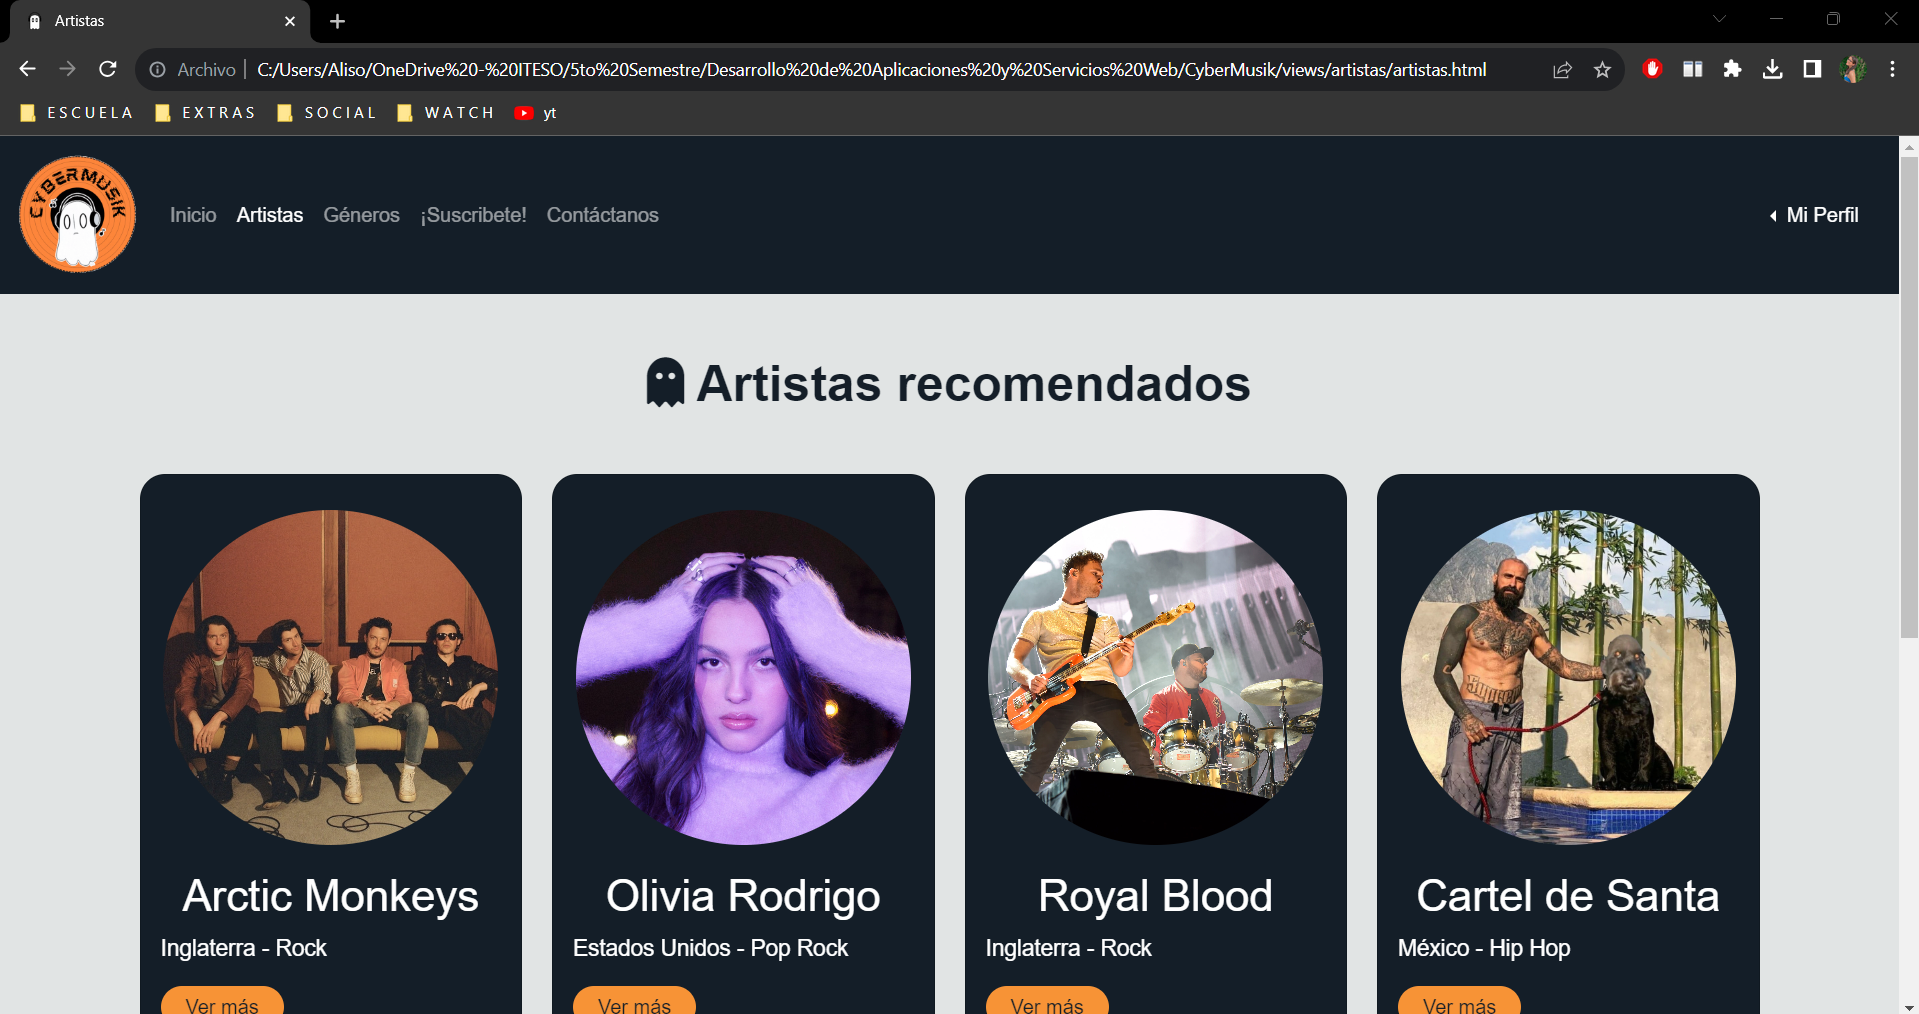 Artistas
Archivo | C:/Users/Aliso/OneDrive%20-%20ITESO/5to%20Semestre/Desarrollo%20de%20Aplicaciones%20y%20Servicios%20Web/CyberMusik/views/artistas/artistas.html
ESCUELA EXTRAS SOCIAL WATCH yt
CYBERMUSIK
Inicio Artistas Géneros ¡Suscribete! Contáctanos Mi Perfil
Artistas recomendados
Arctic Monkeys Olivia Rodrigo Royal Blood Cartel de Santa
Inglaterra - Rock Estados Unidos - Pop Rock Inglaterra - Rock México - Hip Hop
Ver más Ver más Ver más Ver más